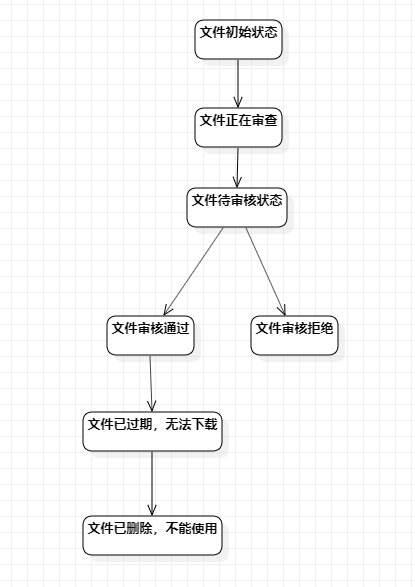 文件初始状态
文件正在审查
文件待审核状态
文件审核通过
文件审核拒绝
文件已过期，无法下载
文件已删除，不能使用